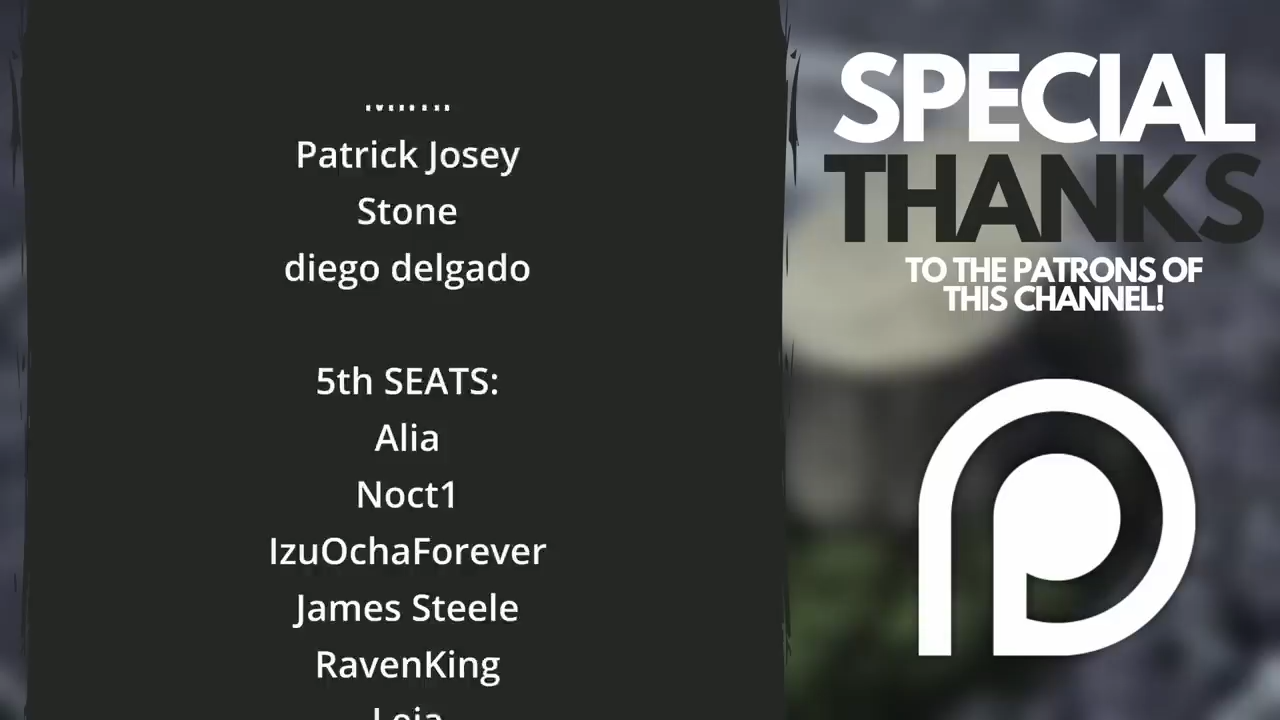 Patrick Josey
Stone
diego delgado
5th SEATS:
Alia
Noct1
IzuOchaForever
James Steele
RavenKing
SPECIAL
THANKS
TO THE PATRONS OF
THIS CHANNEL!